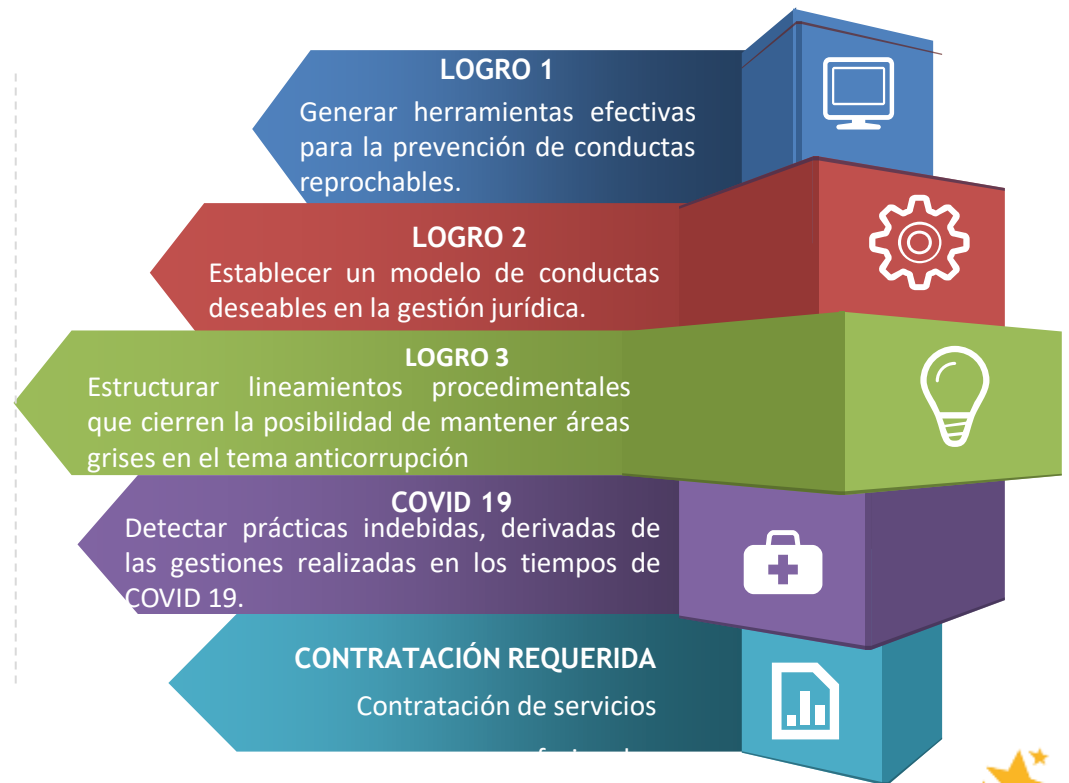 LOGRO 1
Generar herramientas efectivas
para la prevención de conductas
reprochables.
LOGRO 2
Establecer un modelo de conductas
deseables en la gestión jurídica.
LOGRO 3
Estructurar lineamientos procedimentales
que cierren la posibilidad de mantener áreas
grises en el tema anticorrupción
COVID 19
Detectar prácticas indebidas, derivadas de
las gestiones realizadas en los tiempos de
COVID 19.
CONTRATACIÓN REQUERIDA
Contratación de servicios